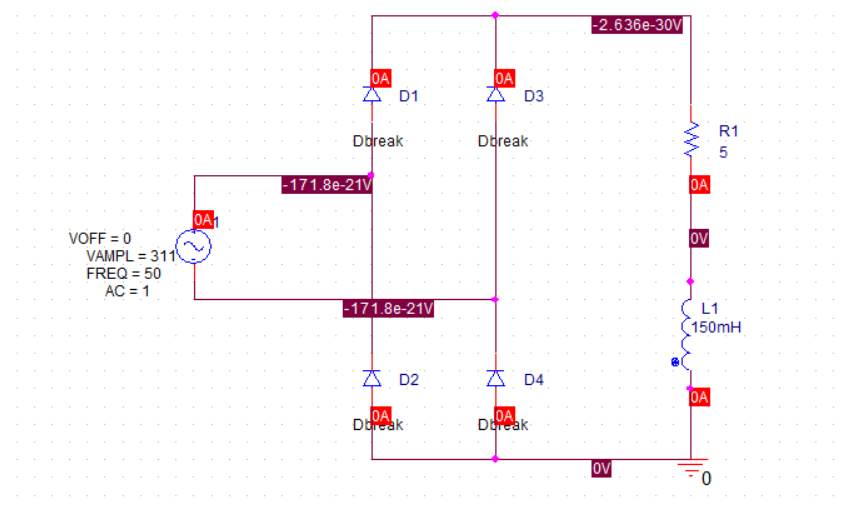 -2.636e-30V
0A
0A
D1
D3
R1
5
Dbreak
Dbreak
-171.8e-21V
0A
0A
1
VOFF = 0
VAMPL = 311
FREQ = 50
AC = 1
0V
-171.8e-21V
L1
150mH
D2
D4
0A
0A
0A
Dbreak
Dbreak
0V
0